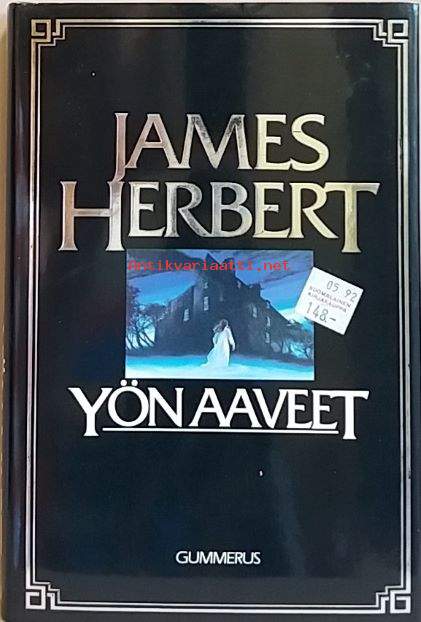 JAMES
HERBERT
antikvariaatti.net
05 92
SUOMALAINEN
KIRJAKAUPPA
148.-
YÖN AAVEET
GUMMERUS